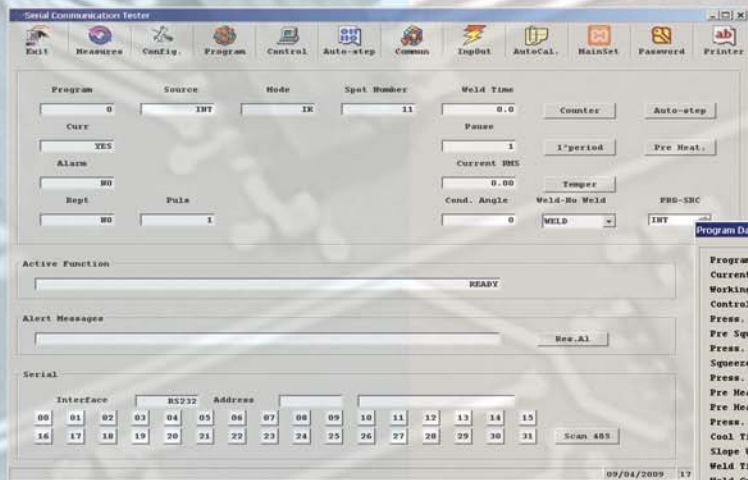 Serial Communication Tester
Exit Measures Config. Program Control Auto-step Commun InpOut AutoCal. MainSet Password Printer
Program Source Mode Spot Number Weld Time
0 INT IK 11 0.0 Counter Auto-step
Curr Pause
YES 1 1°period Pre Heat.
Alarm Current RMS
NO 0.00 Temper
Rept Puls Cond. Angle Weld-No Weld PRG-SRC
NO 1 0 WELD INT
Active Function
READY
Alert Messages
Res.Al
Serial
Interface RS232 Address
00 01 02 03 04 05 06 07 08 09 10 11 12 13 14 15
16 17 18 19 20 21 22 23 24 25 26 27 28 29 30 31 Scan 485
09/04/2009 17
Program Da
Program
Current
Working
Control
Press.
Pre Squ
Press.
Squeeze
Press.
Pre Hea
Pre Hea
Press.
Cool Ti
Slope U
Weld Ti